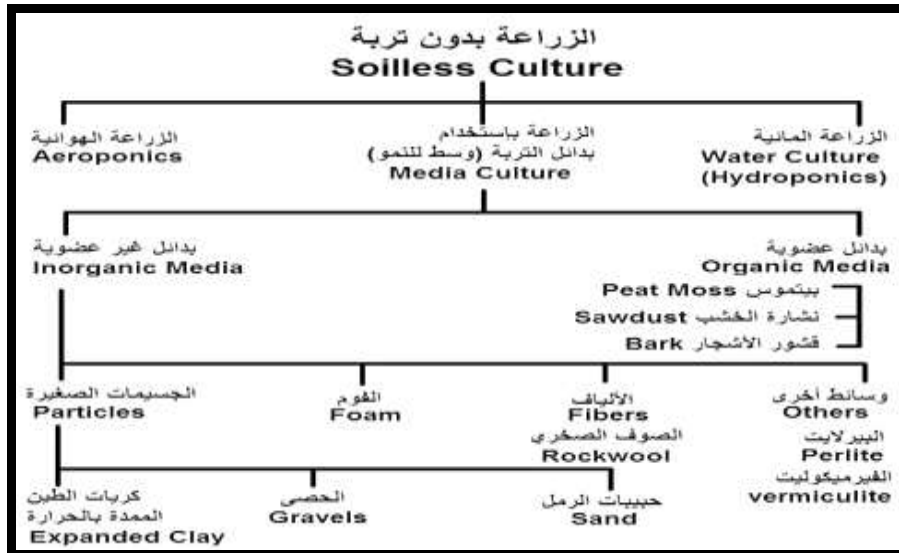 الزراعة بدون تربة
Soilless Culture
الزراعة المائية
Water Culture
(Hydroponics)
الزراعة بإستخدام
بدائل التربة (وسط للنمو)
Media Culture
الزراعة الهوائية
Aeroponics
بدائل عضوية
Organic Media
بيتموس Peat Moss
نشارة الخشب Sawdust
قشور الأشجار Bark
بدائل غير عضوية
Inorganic Media
وسائط أخرى
Others
البيرلايت
Perlite
الفيرميكوليت
vermiculite
الألياف
Fibers
الصوف الصخري
Rockwool
الفوم
Foam
الجسيمات الصغيرة
Particles
حبيبات الرمل
Sand
الحصى
Gravels
كريات الطين
الممددة بالحرارة
Expanded Clay